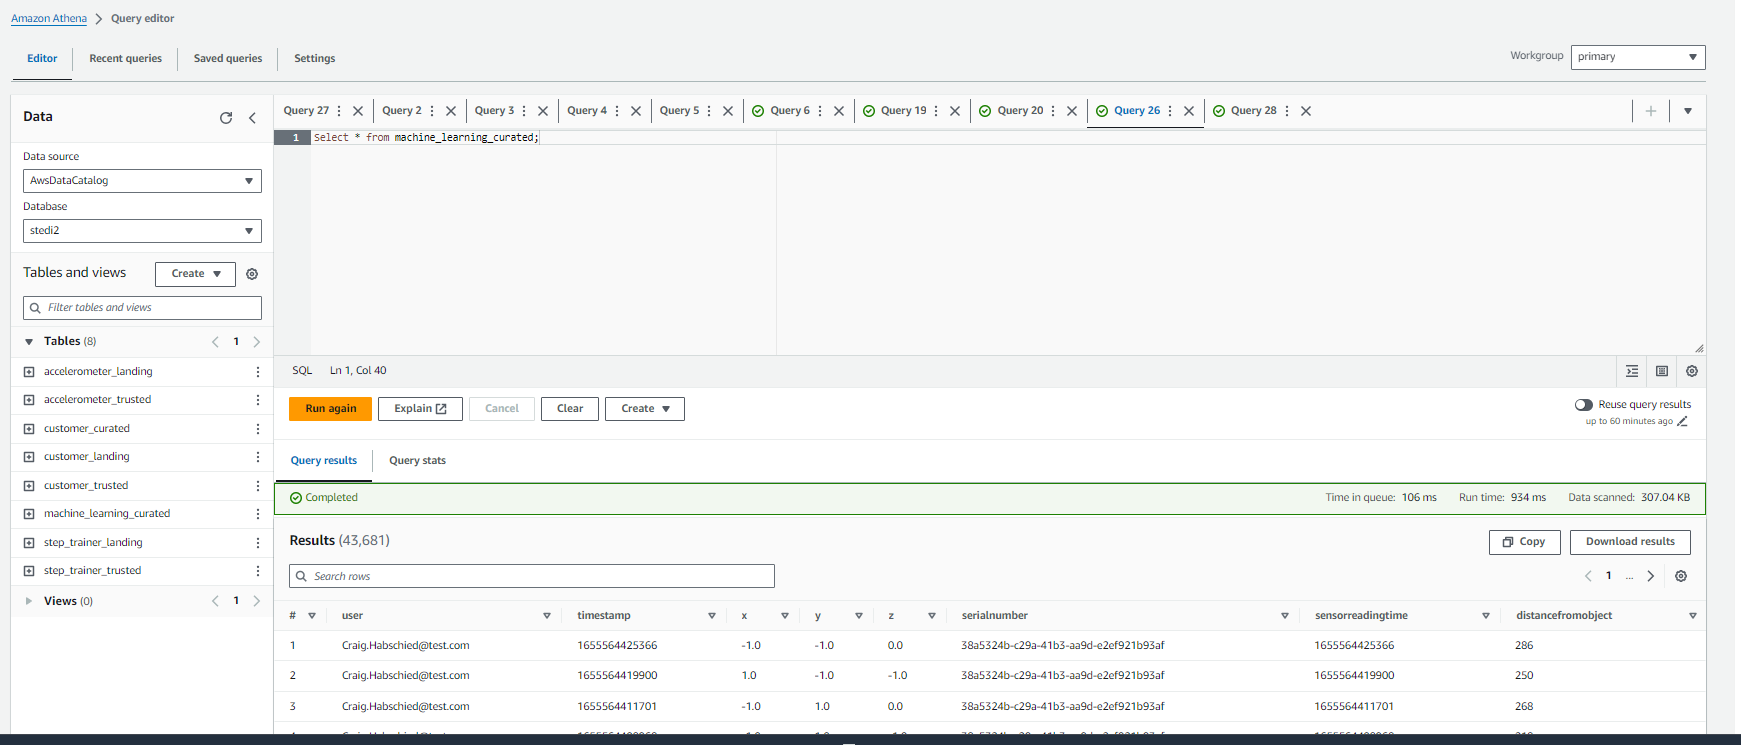 Amazon Athena > Query editor
Editor Recent queries Saved queries Settings
Workgroup primary
Data
Data source
AwsDataCatalog
Database
stedi2
Tables and views Create
Filter tables and views
Tables (8) 1
accelerometer_landing
accelerometer_trusted
customer_curated
customer_landing
customer_trusted
machine_learning_curated
step_trainer_landing
step_trainer_trusted
Views (0) 1
Query 27 Query 2 Query 3 Query 4 Query 5 Query 6 Query 19 Query 20 Query 26 Query 28
1 Select * from machine_learning_curated;
SQL Ln 1, Col 40
Run again Explain Cancel Clear Create
Reuse query results
up to 60 minutes ago
Query results Query stats
Completed Time in queue: 106 ms Run time: 934 ms Data scanned: 307.04 KB
Results (43,681) Copy Download results
Search rows 1 ...
# user timestamp x y z serialnumber sensorreadingtime distancefromobject
1 Craig.Habschied@test.com 1655564425366 -1.0 -1.0 0.0 38a5324b-c29a-41b3-aa9d-e2ef921b93af 1655564425366 286
2 Craig.Habschied@test.com 1655564419900 1.0 -1.0 -1.0 38a5324b-c29a-41b3-aa9d-e2ef921b93af 1655564419900 250
3 Craig.Habschied@test.com 1655564411701 -1.0 1.0 0.0 38a5324b-c29a-41b3-aa9d-e2ef921b93af 1655564411701 268